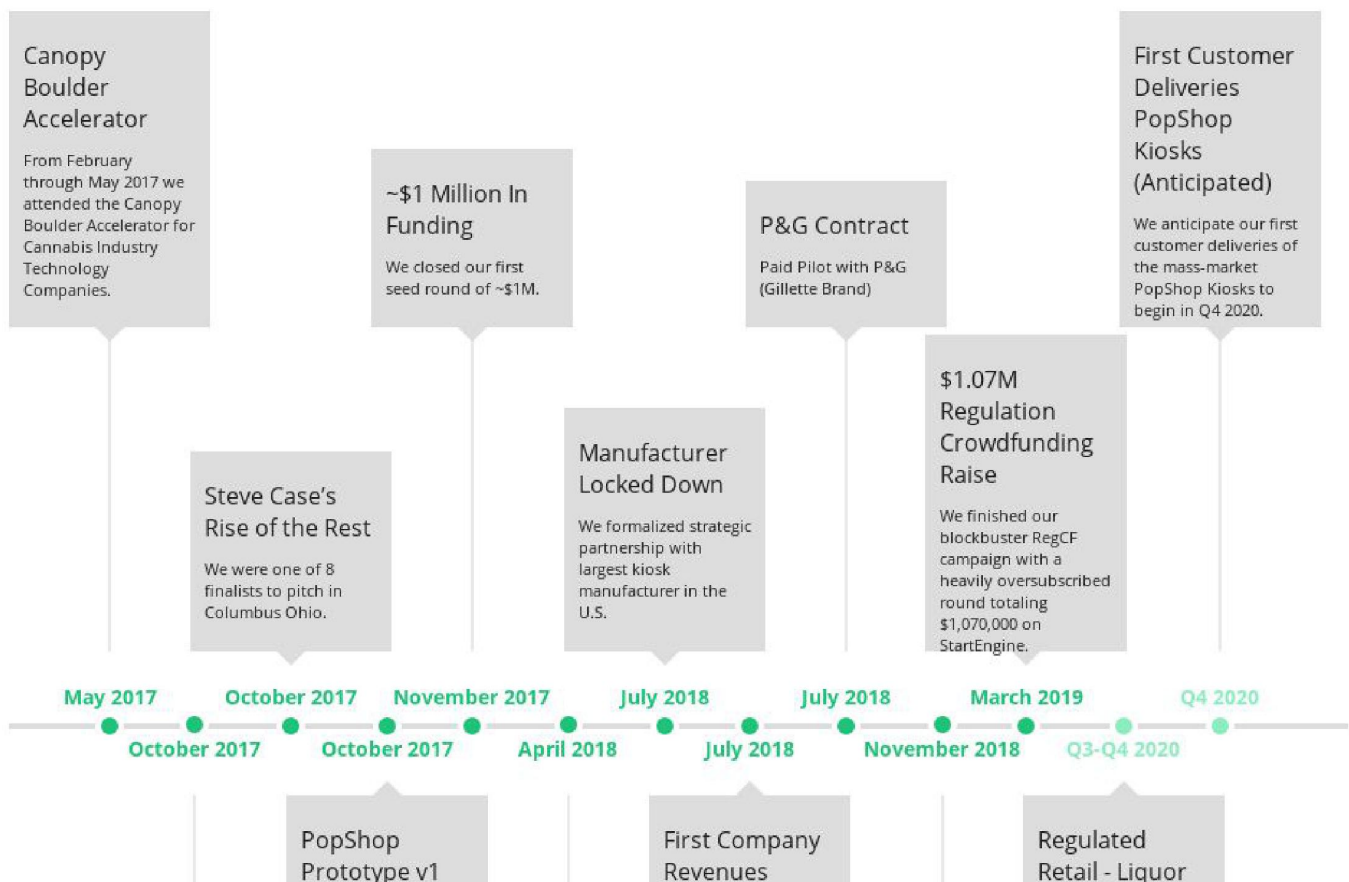 Canopy
Boulder
Accelerator
From February
through May 2017 we
attended the Canopy
Boulder Accelerator for
Cannabis Industry
Technology
Companies.
~$1 Million In
Funding
We closed our first
seed round of ~$1M.
P&G Contract
Paid Pilot with P&G
(Gillette Brand)
First Customer
Deliveries
PopShop
Kiosks
(Anticipated)
We anticipate our first
customer deliveries of
the mass-market
PopShop Kiosks to
begin in Q4 2020.
Steve Case’s
Rise of the Rest
We were one of 8
finalists to pitch in
Columbus Ohio.
Manufacturer
Locked Down
We formalized strategic
partnership with
largest kiosk
manufacturer in the
U.S.
$1.07M
Regulation
Crowdfunding
Raise
We finished our
blockbuster RegCF
campaign with a
heavily oversubscribed
round totaling
$1,070,000 on
StartEngine.
May 2017 October 2017 November 2017 July 2018 July 2018 March 2019 Q4 2020
October 2017 October 2017 April 2018 July 2018 November 2018 Q3-Q4 2020
PopShop
Prototype v1
First Company
Revenues
Regulated
Retail - Liquor